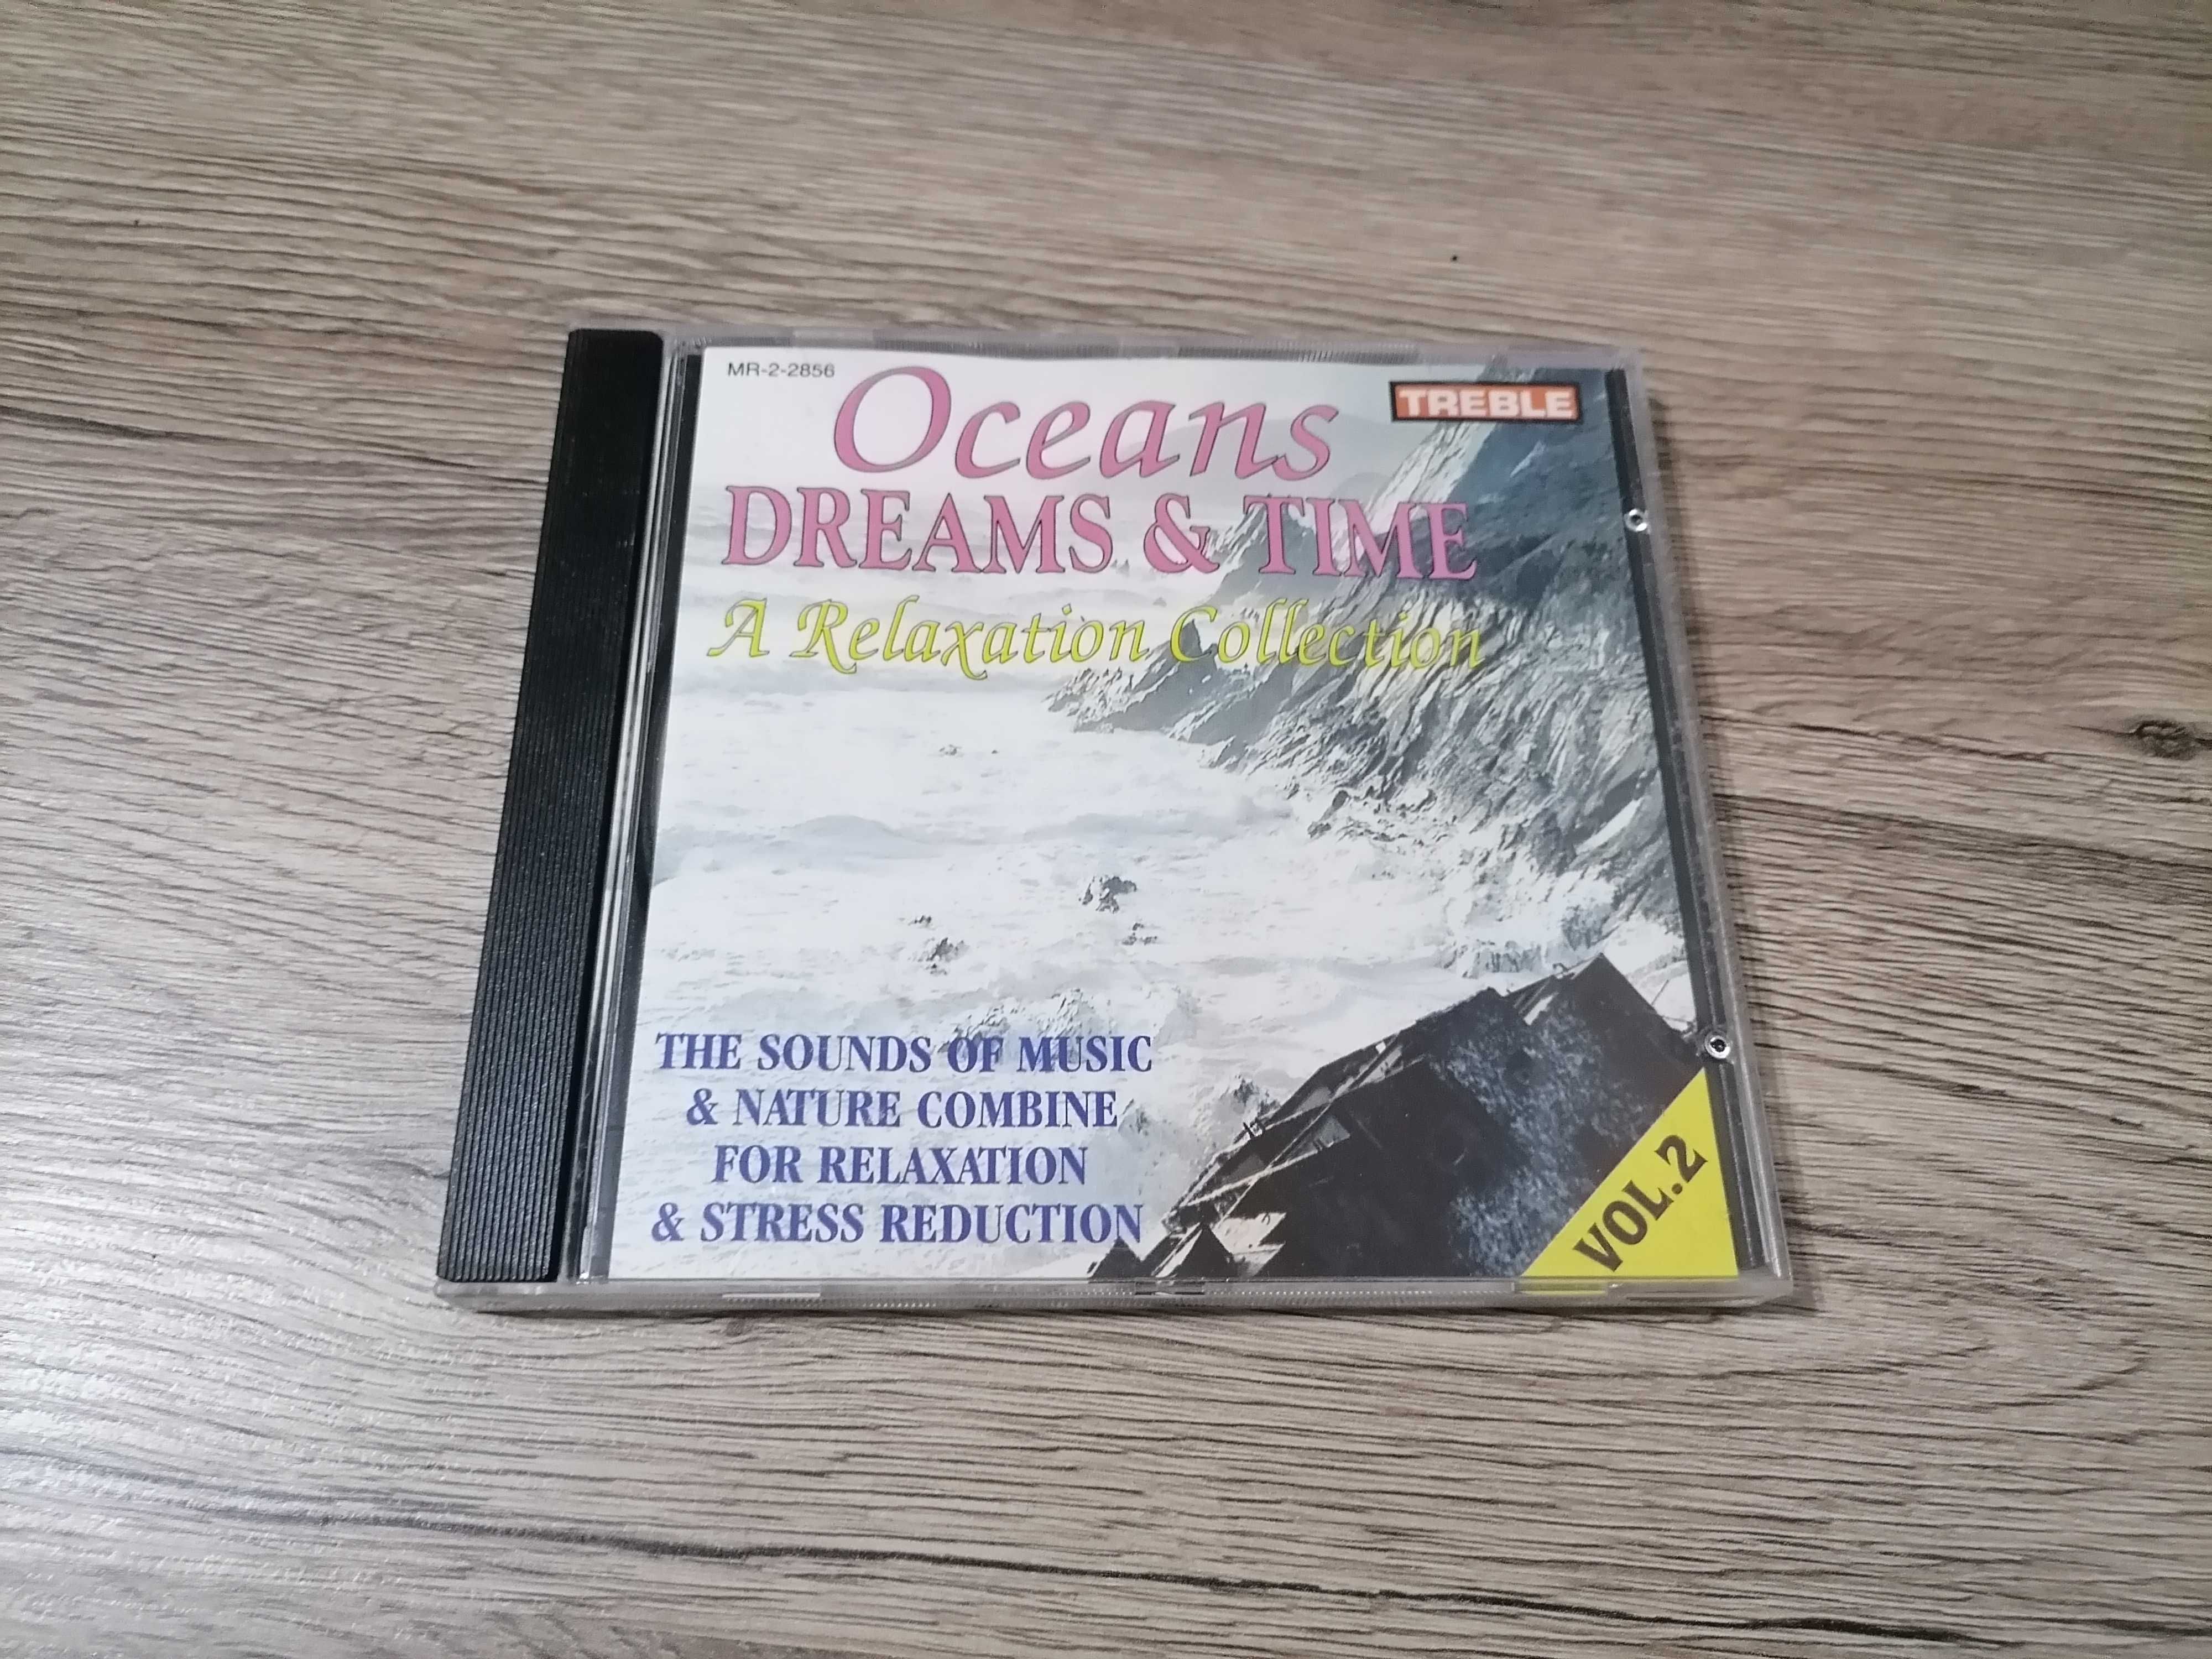 MR-2-2856
Oceans
TREBLE
DREAMS & TIME
A Relaxation Collection
THE SOUNDS OF MUSIC
& NATURE COMBINE
FOR RELAXATION
& STRESS REDUCTION
VOL.2